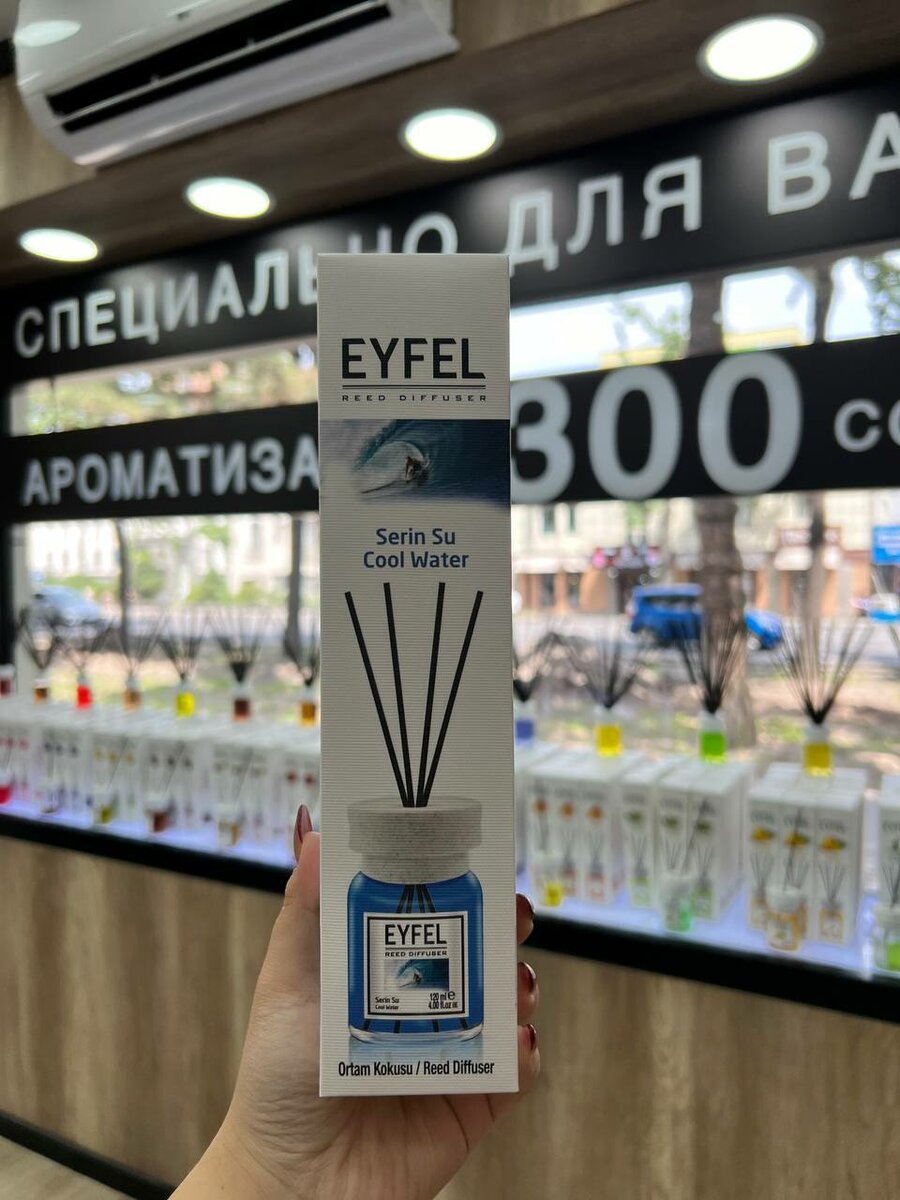 СПЕЦИАЛЬНО ДЛЯ ВА
АРОМАТИЗА 300 со
EYFEL
REED DIFFUSER
Serin Su
Cool Water
EYFEL
REED DIFFUSER
Serin Su
Cool Water
120 ml e
4.00 fl.oz
Ortam Kokusu / Reed Diffuser